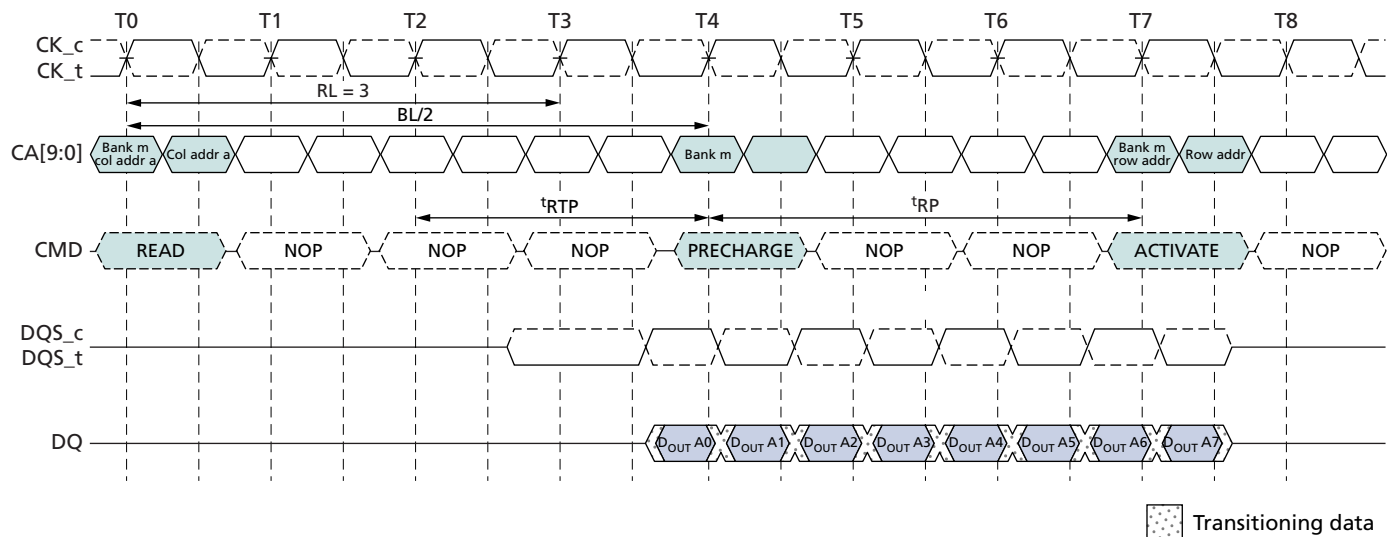 T0 T1 T2 T3 T4 T5 T6 T7 T8
CK_c
CK_t
RL = 3
BL/2
CA[9:0] Bank m col addr a Col addr a Bank m Bank m row addr Row addr
tRTP tRP
CMD READ NOP NOP NOP PRECHARGE NOP NOP ACTIVATE NOP
DQS_c
DQS_t
DQ DOUT A0 DOUT A1 DOUT A2 DOUT A3 DOUT A4 DOUT A5 DOUT A6 DOUT A7
Transitioning data